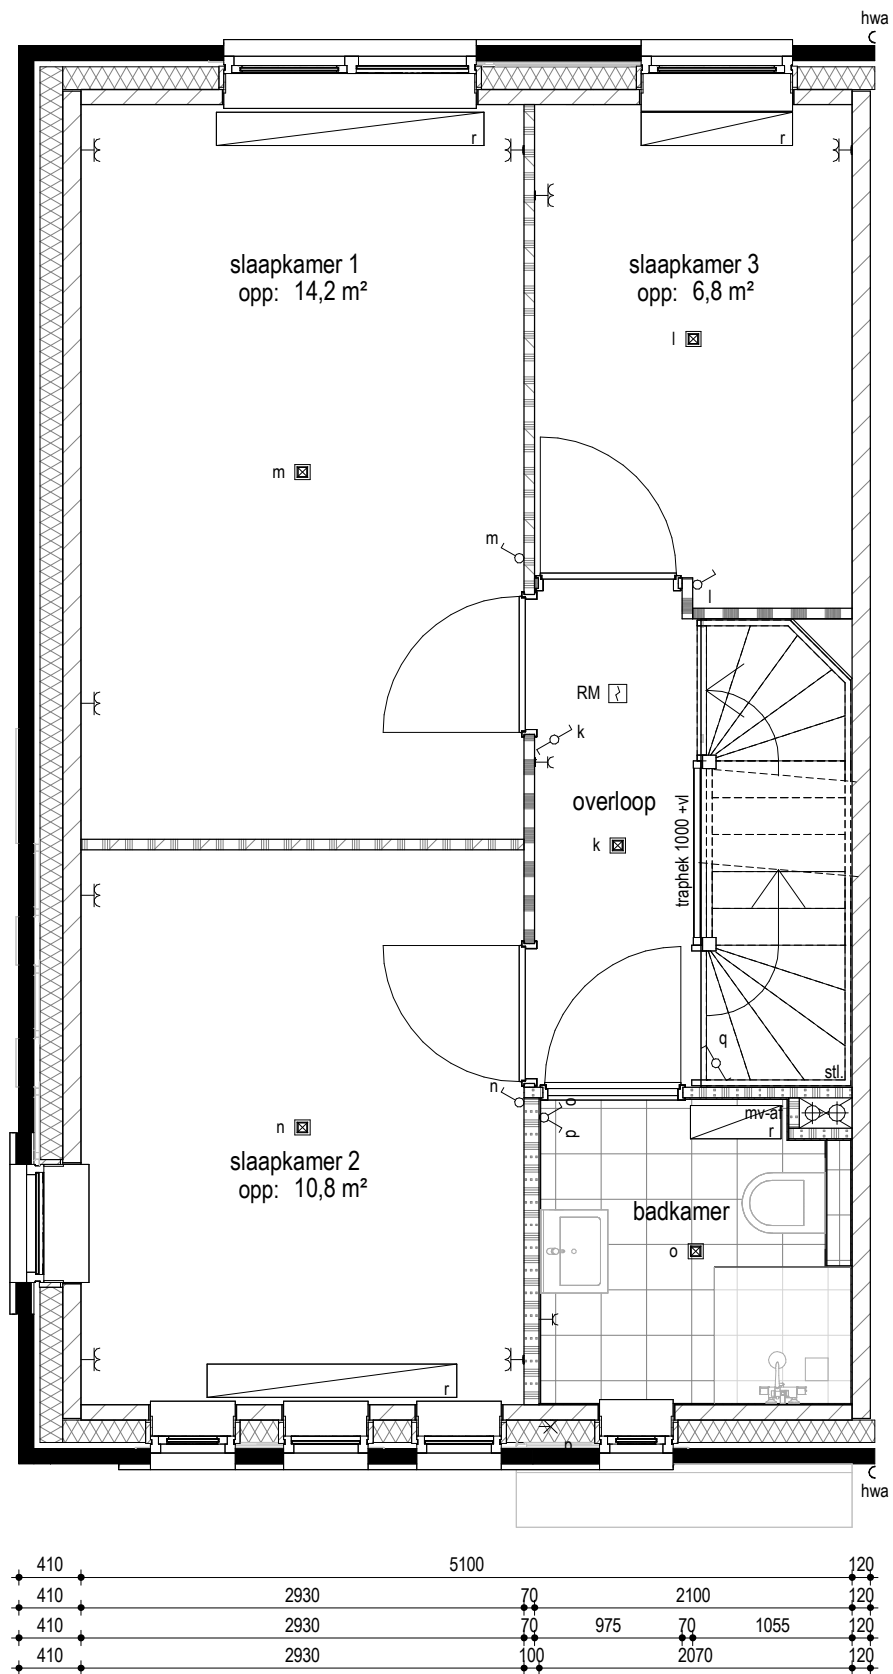 hwa
r
r
slaapkamer 1
opp: 14,2 m²
slaapkamer 3
opp: 6,8 m²
l
m
m
l
RM
k
overloop
k
traphek 1000 +vl
q
stl.
n
o
p
mv-af
r
n
slaapkamer 2
opp: 10,8 m²
badkamer
o
r
p
hwa
410 5100 120
410 2930 70 2100 120
410 2930 70 975 70 1055 120
410 2930 100 2070 120